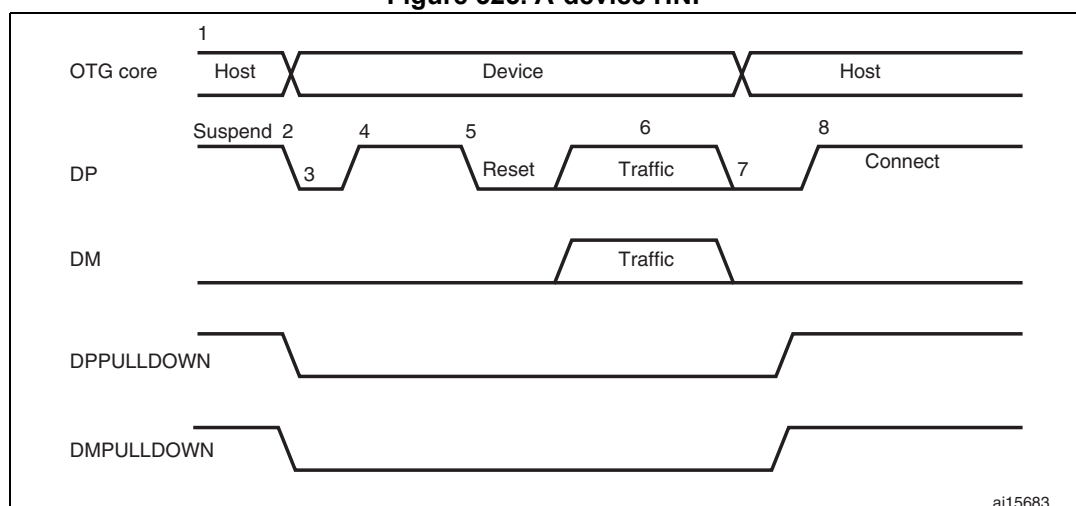 1
OTG core Host Device Host
Suspend 2 4 5 6 8
DP 3 Reset Traffic 7 Connect
DM Traffic
DPPULLDOWN
DMPULLDOWN
ai15683